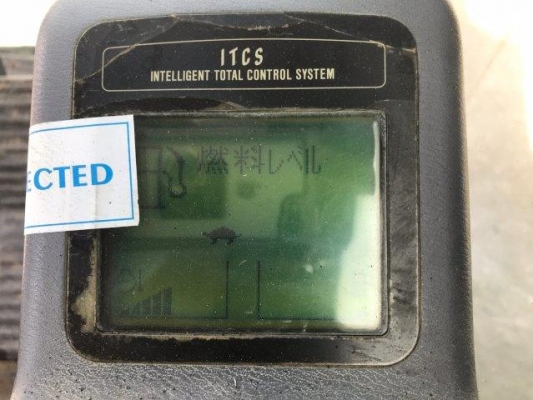 ITCS
INTELLIGENT TOTAL CONTROL SYSTEM
燃料レベル
ECTED